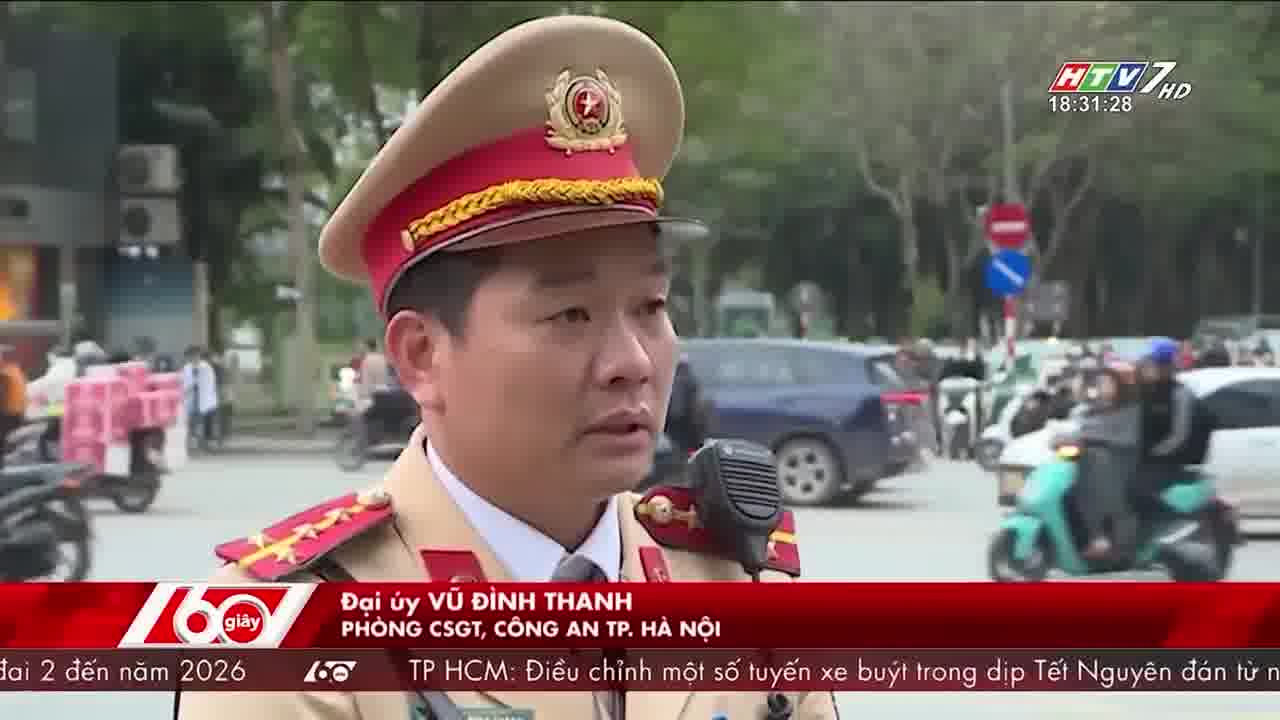 HTV7 HD
18:31:28
60 giây
Đại úy VŨ ĐÌNH THANH
PHÒNG CSGT, CÔNG AN TP. HÀ NỘI
đai 2 đến năm 2026 60 giây TP HCM: Điều chỉnh một số tuyến xe buýt trong dịp Tết Nguyên đán từ n